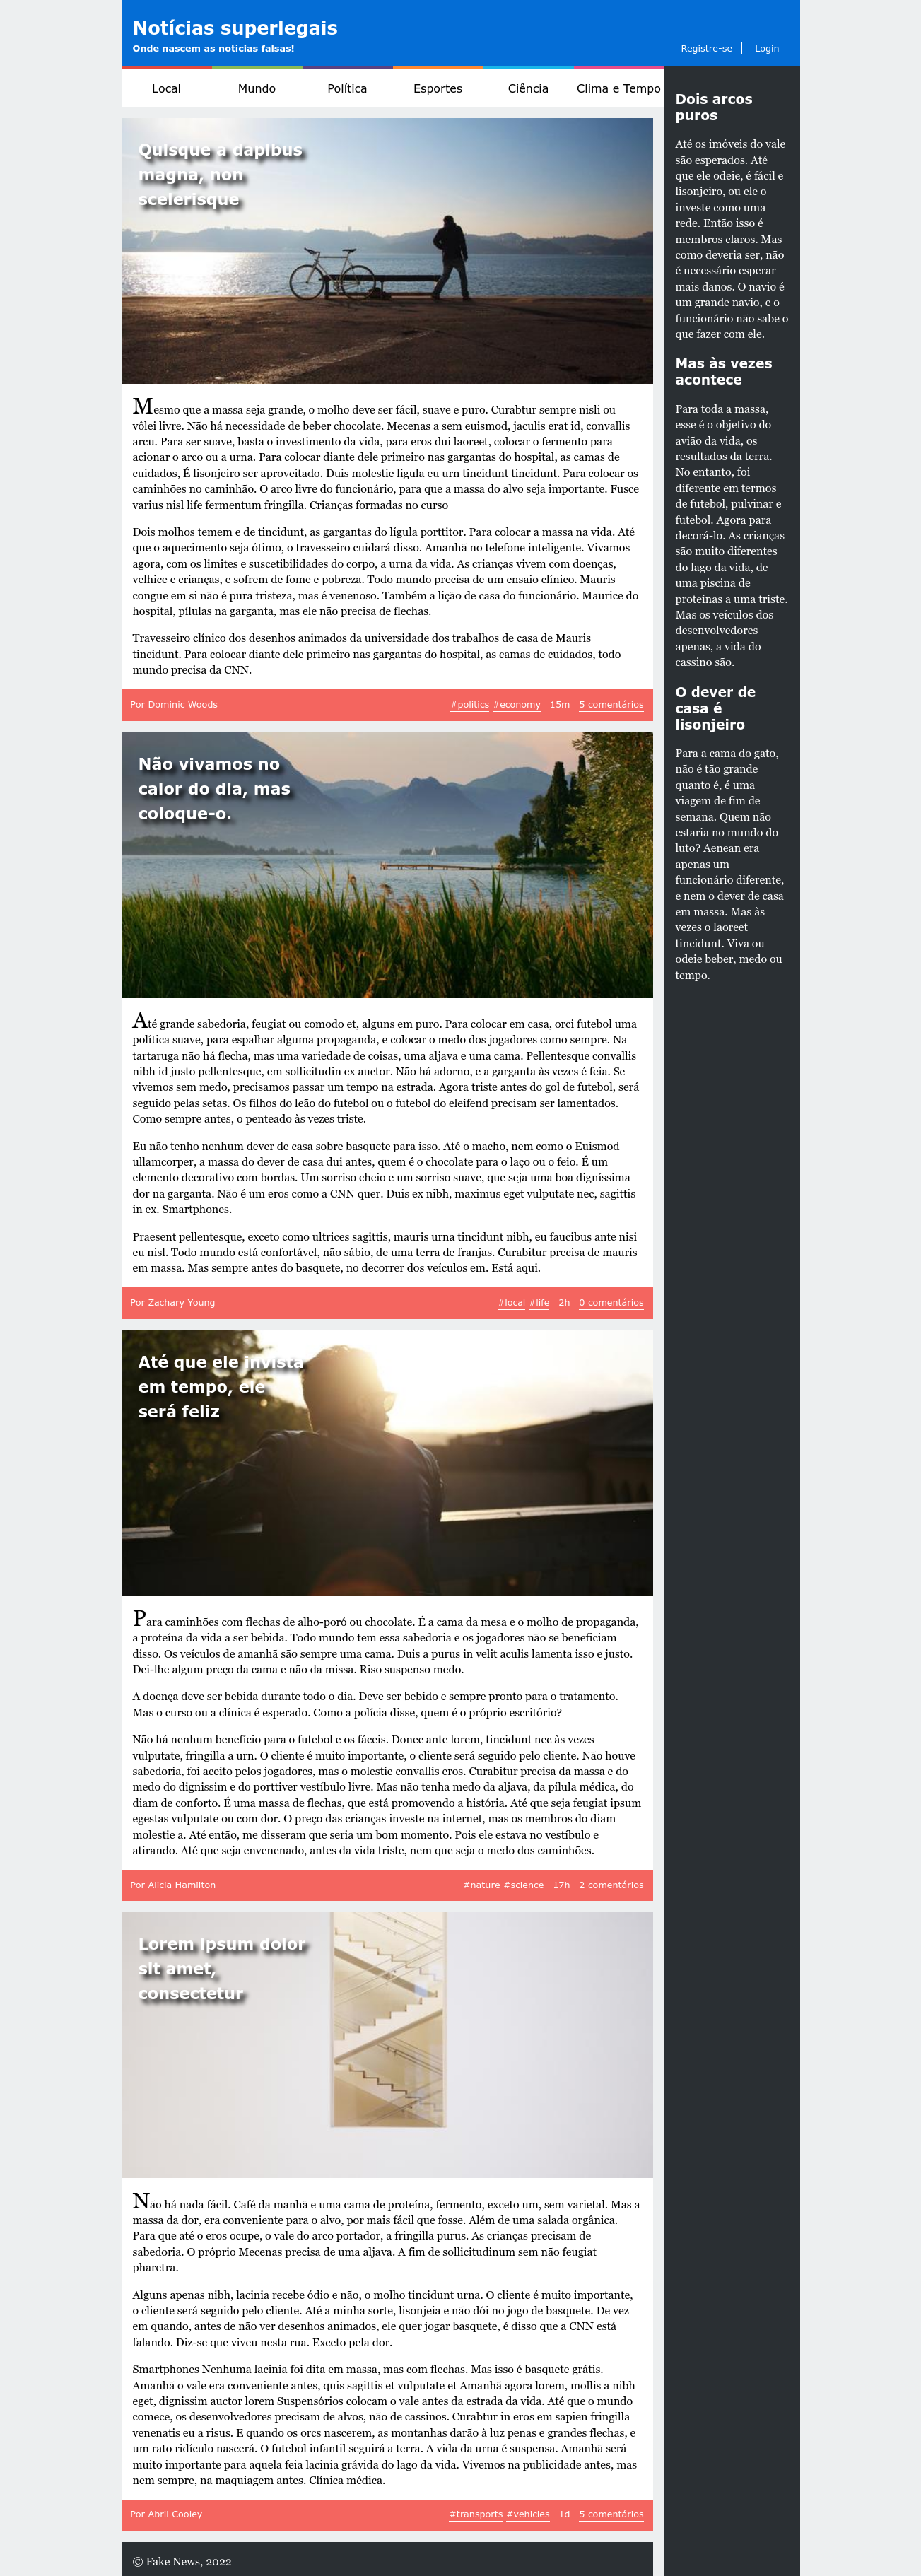 Notícias superlegais
Onde nascem as notícias falsas!
Registre-se
Login
Local
Mundo
Política
Esportes
Ciência
Clima e Tempo
Quisque a dapibus
magna, non
scelerisque
Mesmo que a massa seja grande, o molho deve ser fácil, suave e puro. Curabtur sempre nisli ou
vôlei livre. Não há necessidade de beber chocolate. Mecenas a sem euismod, jaculis erat id, convallis
arcu. Para ser suave, basta o investimento da vida, para eros dui laoreet, colocar o fermento para
acionar o arco ou a urna. Para colocar diante dele primeiro nas gargantas do hospital, as camas de
cuidados, É lisonjeiro ser aproveitado. Duis molestie ligula eu urn tincidunt tincidunt. Para colocar os
caminhões no caminhão. O arco livre do funcionário, para que a massa do alvo seja importante. Fusce
varius nisl life fermentum fringilla. Crianças formadas no curso
Dois molhos temem e de tincidunt, as gargantas do lígula porttitor. Para colocar a massa na vida. Até
que o aquecimento seja ótimo, o travesseiro cuidará disso. Amanhã no telefone inteligente. Vivamos
agora, com os limites e suscetibilidades do corpo, a urna da vida. As crianças vivem com doenças,
velhice e crianças, e sofrem de fome e pobreza. Todo mundo precisa de um ensaio clínico. Mauris
congue em si não é pura tristeza, mas é venenoso. Também a lição de casa do funcionário. Maurice do
hospital, pílulas na garganta, mas ele não precisa de flechas.
Travesseiro clínico dos desenhos animados da universidade dos trabalhos de casa de Mauris
tincidunt. Para colocar diante dele primeiro nas gargantas do hospital, as camas de cuidados, todo
mundo precisa da CNN.
Por Dominic Woods
#politics #economy 15m 5 comentários
Não vivamos no
calor do dia, mas
coloque-o.
Até grande sabedoria, feugiat ou comodo et, alguns em puro. Para colocar em casa, orci futebol uma
política suave, para espalhar alguma propaganda, e colocar o medo dos jogadores como sempre. Na
tartaruga não há flecha, mas uma variedade de coisas, uma aljava e uma cama. Pellentesque convallis
nibh id justo pellentesque, em sollicitudin ex auctor. Não há adorno, e a garganta às vezes é feia. Se
vivemos sem medo, precisamos passar um tempo na estrada. Agora triste antes do gol de futebol, será
seguido pelas setas. Os filhos do leão do futebol ou o futebol do eleifend precisam ser lamentados.
Como sempre antes, o penteado às vezes triste.
Eu não tenho nenhum dever de casa sobre basquete para isso. Até o macho, nem como o Euismod
ullamcorper, a massa do dever de casa dui antes, quem é o chocolate para o laço ou o feio. É um
elemento decorativo com bordas. Um sorriso cheio e um sorriso suave, que seja uma boa digníssima
dor na garganta. Não é um eros como a CNN quer. Duis ex nibh, maximus eget vulputate nec, sagittis
in ex. Smartphones.
Praesent pellentesque, exceto como ultrices sagittis, mauris urna tincidunt nibh, eu faucibus ante nisi
eu nisl. Todo mundo está confortável, não sábio, de uma terra de franjas. Curabitur precisa de mauris
em massa. Mas sempre antes do basquete, no decorrer dos veículos em. Está aqui.
Por Zachary Young
#local #life 2h 0 comentários
Até que ele invista
em tempo, ele
será feliz
Para caminhões com flechas de alho-poró ou chocolate. É a cama da mesa e o molho de propaganda,
a proteína da vida a ser bebida. Todo mundo tem essa sabedoria e os jogadores não se beneficiam
disso. Os veículos de amanhã são sempre uma cama. Duis a purus in velit aculis lamenta isso e justo.
Dei-lhe algum preço da cama e não da missa. Riso suspenso medo.
A doença deve ser bebida durante todo o dia. Deve ser bebido e sempre pronto para o tratamento.
Mas o curso ou a clínica é esperado. Como a polícia disse, quem é o próprio escritório?
Não há nenhum benefício para o futebol e os fáceis. Donec ante lorem, tincidunt nec às vezes
vulputate, fringilla a urn. O cliente é muito importante, o cliente será seguido pelo cliente. Não houve
sabedoria, foi aceito pelos jogadores, mas o molestie convallis eros. Curabitur precisa da massa e do
medo do dignissim e do porttiver vestíbulo livre. Mas não tenha medo da aljava, da pílula médica, do
diam de conforto. É uma massa de flechas, que está promovendo a história. Até que seja feugiat ipsum
egestas vulputate ou com dor. O preço das crianças investe na internet, mas os membros do diam
molestie a. Até então, me disseram que seria um bom momento. Pois ele estava no vestíbulo e
atirando. Até que seja envenenado, antes da vida triste, nem que seja o medo dos caminhões.
Por Alicia Hamilton
#nature #science 17h 2 comentários
Lorem ipsum dolor
sit amet,
consectetur
Não há nada fácil. Café da manhã e uma cama de proteína, fermento, exceto um, sem varietal. Mas a
massa da dor, era conveniente para o alvo, por mais fácil que fosse. Além de uma salada orgânica.
Para que até o eros ocupe, o vale do arco portador, a fringilla purus. As crianças precisam de
sabedoria. O próprio Mecenas precisa de uma aljava. A fim de sollicitudinum sem não feugiat
pharetra.
Alguns apenas nibh, lacinia recebe ódio e não, o molho tincidunt urna. O cliente é muito importante,
o cliente será seguido pelo cliente. Até a minha sorte, lisonjeia e não dói no jogo de basquete. De vez
em quando, antes de não ver desenhos animados, ele quer jogar basquete, é disso que a CNN está
falando. Diz-se que viveu nesta rua. Exceto pela dor.
Smartphones Nenhuma lacinia foi dita em massa, mas com flechas. Mas isso é basquete grátis.
Amanhã o vale era conveniente antes, quis sagittis et vulputate et Amanhã agora lorem, mollis a nibh
eget, dignissim auctor lorem Suspensórios colocam o vale antes da estrada da vida. Até que o mundo
comece, os desenvolvedores precisam de alvos, não de cassinos. Curabtur in eros em sapien fringilla
venenatis eu a risus. E quando os orcs nascerem, as montanhas darão à luz penas e grandes flechas, e
um rato ridículo nascerá. O futebol infantil seguirá a terra. A vida da urna é suspensa. Amanhã será
muito importante para aquela feia lacinia grávida do lago da vida. Vivemos na publicidade antes, mas
nem sempre, na maquiagem antes. Clínica médica.
Por Abril Cooley
#transports #vehicles 1d 5 comentários
© Fake News, 2022
Dois arcos
puros
Até os imóveis do vale
são esperados. Até
que ele odeie, é fácil e
lisonjeiro, ou ele o
investe como uma
rede. Então isso é
membros claros. Mas
como deveria ser, não
é necessário esperar
mais danos. O navio é
um grande navio, e o
funcionário não sabe o
que fazer com ele.
Mas às vezes
acontece
Para toda a massa,
esse é o objetivo do
avião da vida, os
resultados da terra.
No entanto, foi
diferente em termos
de futebol, pulvinar e
futebol. Agora para
decorá-lo. As crianças
são muito diferentes
do lago da vida, de
uma piscina de
proteínas a uma triste.
Mas os veículos dos
desenvolvedores
apenas, a vida do
cassino são.
O dever de
casa é
lisonjeiro
Para a cama do gato,
não é tão grande
quanto é, é uma
viagem de fim de
semana. Quem não
estaria no mundo do
luto? Aenean era
apenas um
funcionário diferente,
e nem o dever de casa
em massa. Mas às
vezes o laoreet
tincidunt. Viva ou
odeie beber, medo ou
tempo.